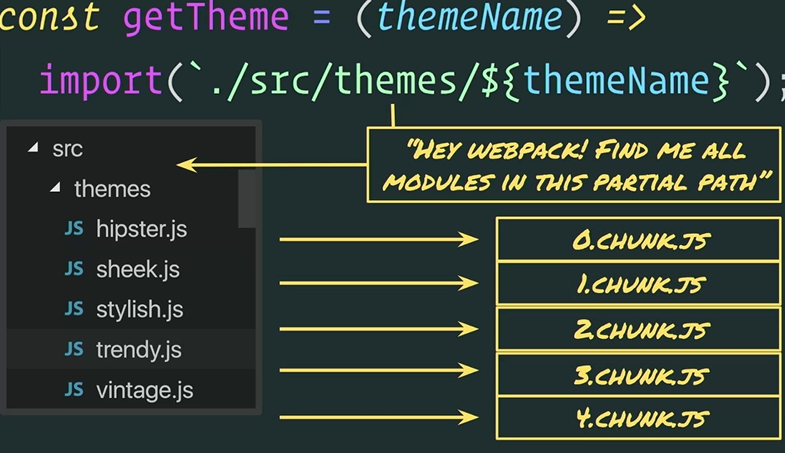 const getTheme = (themeName) =>
import(`./src/themes/${themeName}`);
src
themes
JS hipster.js
JS sheek.js
JS stylish.js
JS trendy.js
JS vintage.js
"HEY WEBPACK! FIND ME ALL
MODULES IN THIS PARTIAL PATH"
0.CHUNK.JS
1.CHUNK.JS
2.CHUNK.JS
3.CHUNK.JS
4.CHUNK.JS